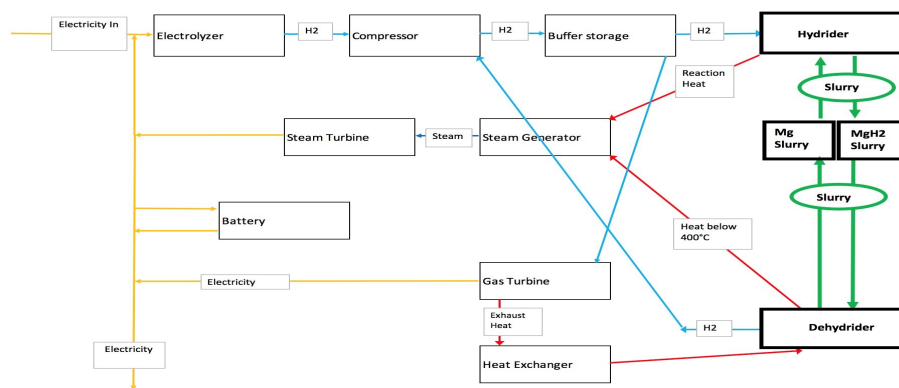 Electricity In
Electrolyzer
H2
Compressor
H2
Buffer storage
H2
Hydrider
Reaction
Heat
Slurry
Steam Turbine
Steam
Steam Generator
Mg
Slurry
MgH2
Slurry
Slurry
Battery
Heat below
400°C
Electricity
Gas Turbine
Exhaust
Heat
H2
Dehydrider
Electricity
Heat Exchanger